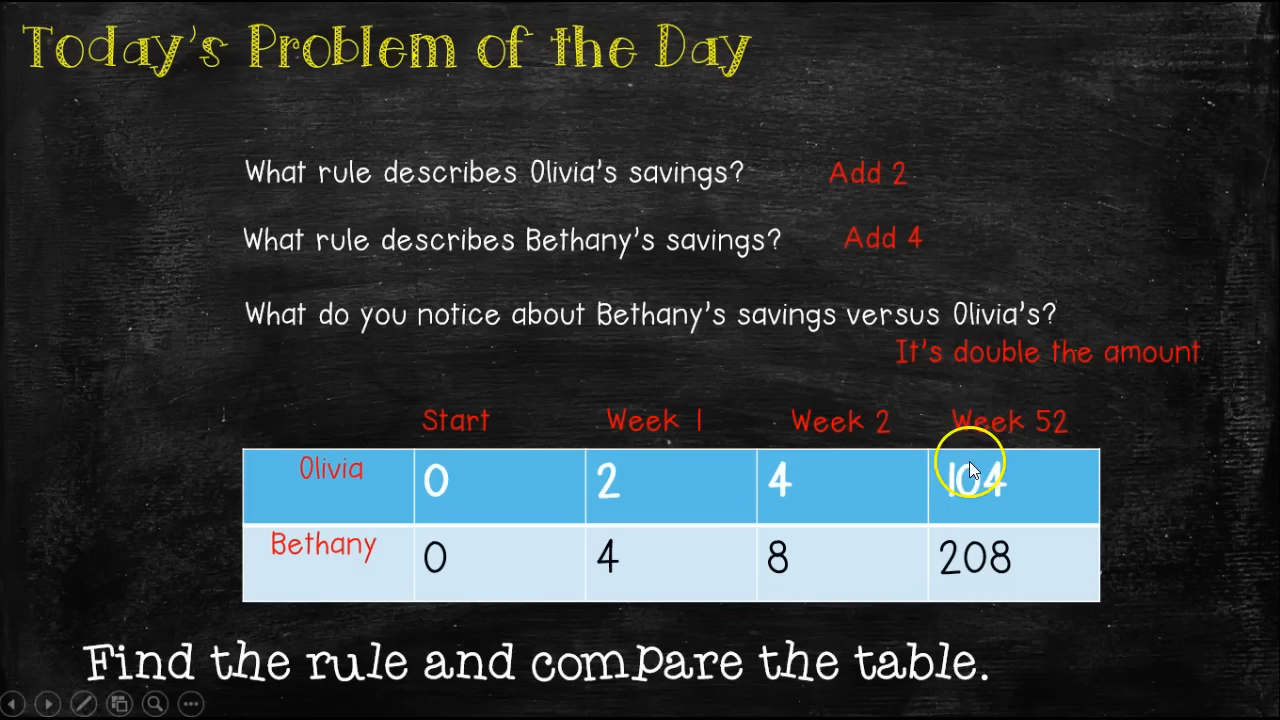 Today's Problem of the Day
What rule describes Olivia's savings? Add 2
What rule describes Bethany's savings? Add 4
What do you notice about Bethany's savings versus Olivia's?
It's double the amount
Start Week 1 Week 2 Week 52
Olivia 0 2 4 104
Bethany 0 4 8 208
Find the rule and compare the table.